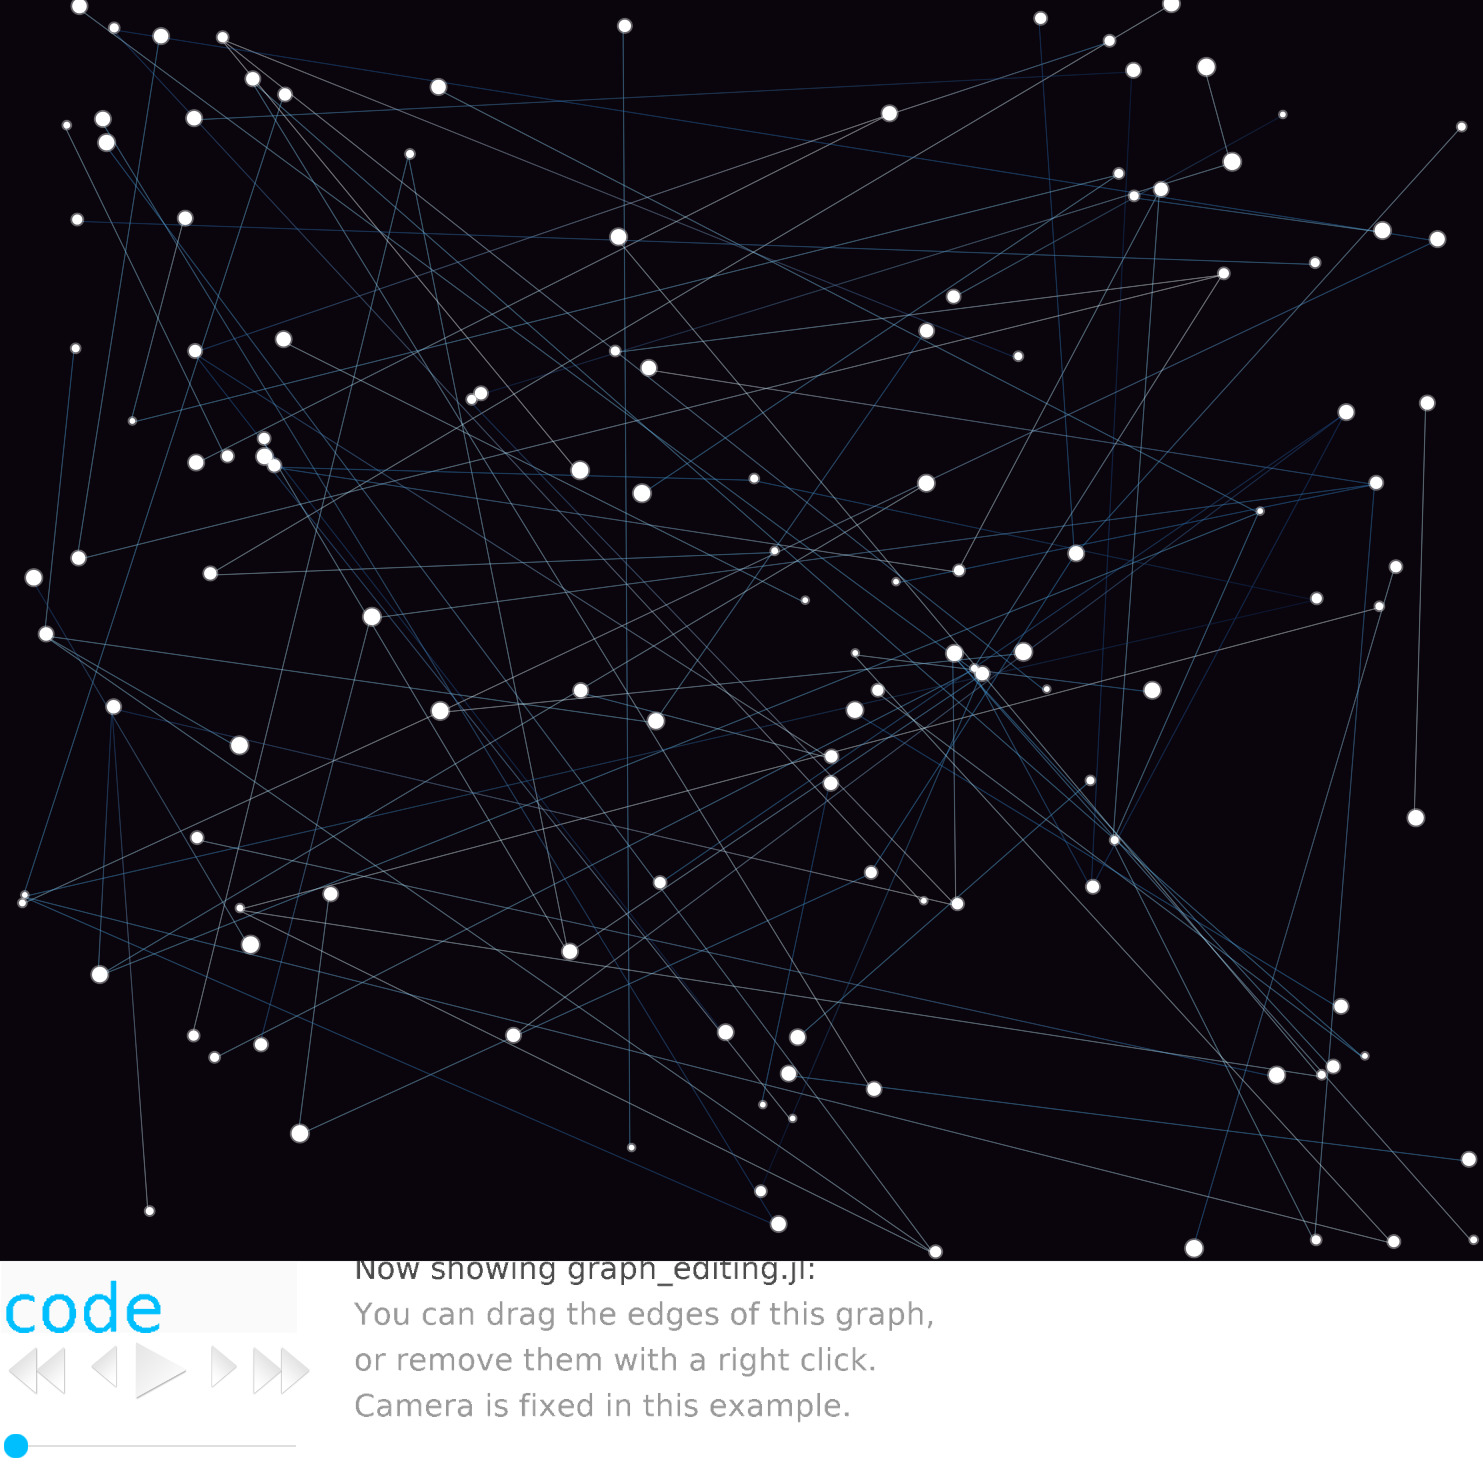 Now showing graph_editing.jl:
code
You can drag the edges of this graph,
or remove them with a right click.
Camera is fixed in this example.